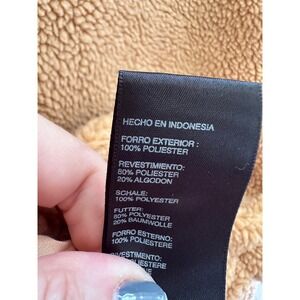 HECHO EN INDONESIA
FORRO EXTERIOR:
100% POLIESTER
REVESTIMIENTO:
80% POLIESTER
20% ALGODON
SCHALE:
100% POLYESTER
FUTTER:
80% POLYESTER
20% BAUMWOLLE
FORRO ESTERNO:
100% POLIESTERE